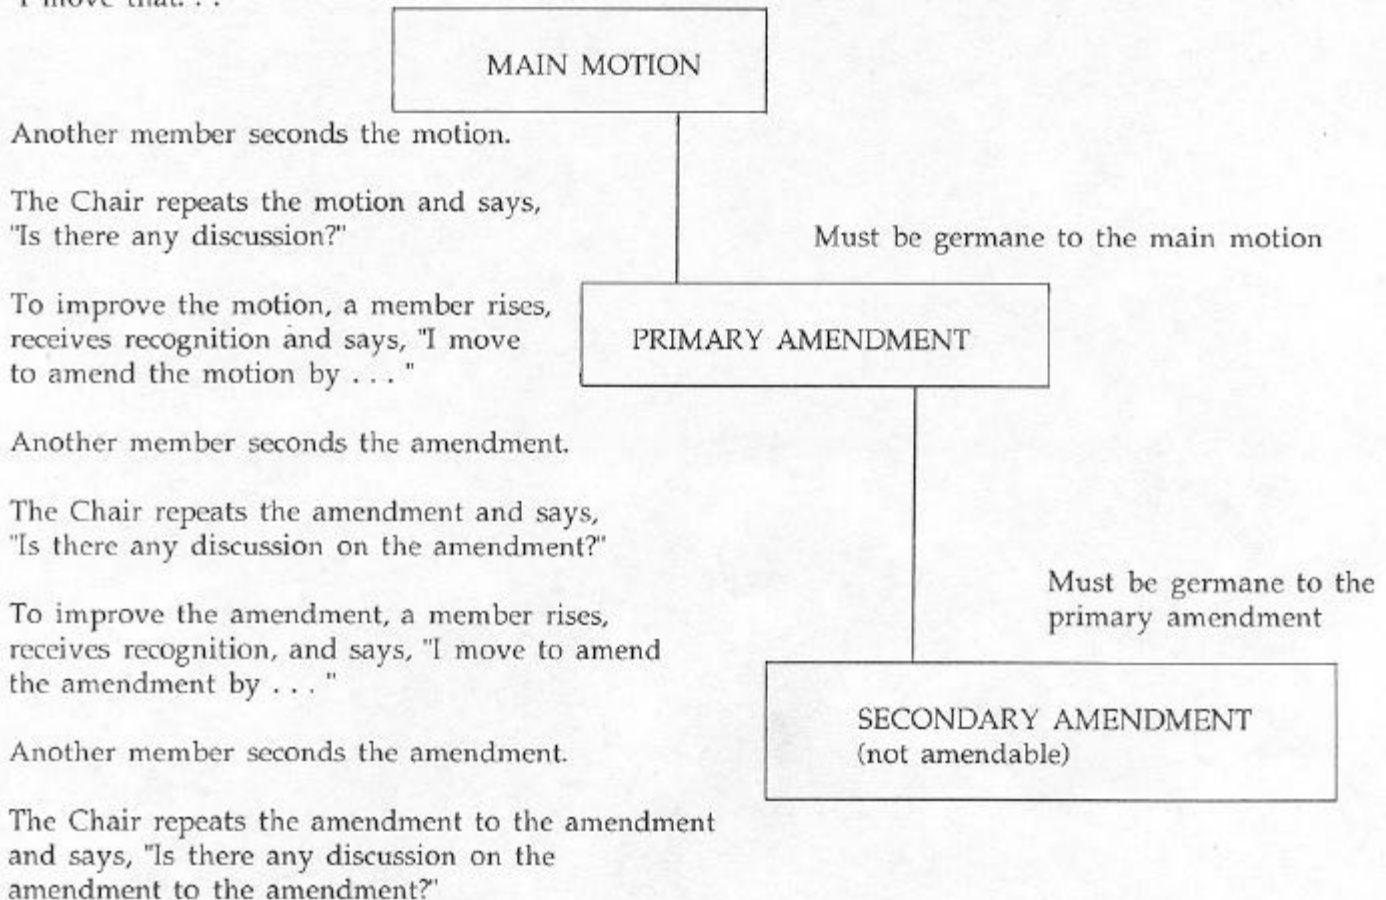 "I move that. . .
MAIN MOTION
Another member seconds the motion.
The Chair repeats the motion and says,
"Is there any discussion?"
Must be germane to the main motion
To improve the motion, a member rises,
receives recognition and says, "I move
to amend the motion by . . . "
PRIMARY AMENDMENT
Another member seconds the amendment.
The Chair repeats the amendment and says,
"Is there any discussion on the amendment?"
Must be germane to the
primary amendment
To improve the amendment, a member rises,
receives recognition, and says, "I move to amend
the amendment by . . . "
SECONDARY AMENDMENT
(not amendable)
Another member seconds the amendment.
The Chair repeats the amendment to the amendment
and says, "Is there any discussion on the
amendment to the amendment?"